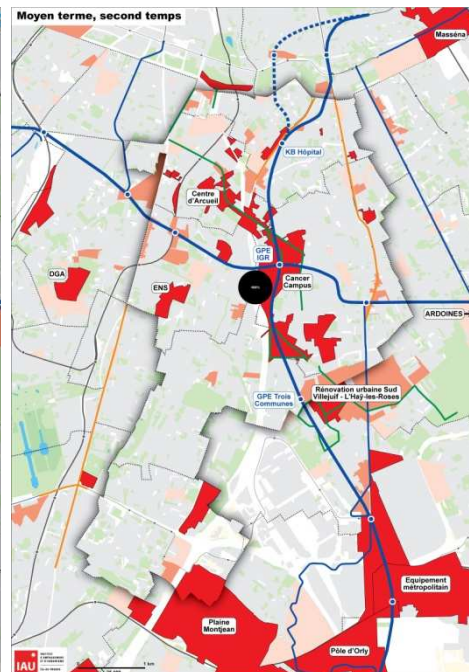 Moyen terme, second temps
Masséna
KB Hôpital
Centre
d'Arcueil
GPE
IGR
DGA
ENS
Cancer
Campus
ARDOINES
GPE Trois
Communes
Rénovation urbaine Sud
Villejuif - L'Haÿ-les-Roses
Equipement
métropolitain
Plaine
Montjean
Pôle d'Orly
IAU
1 km